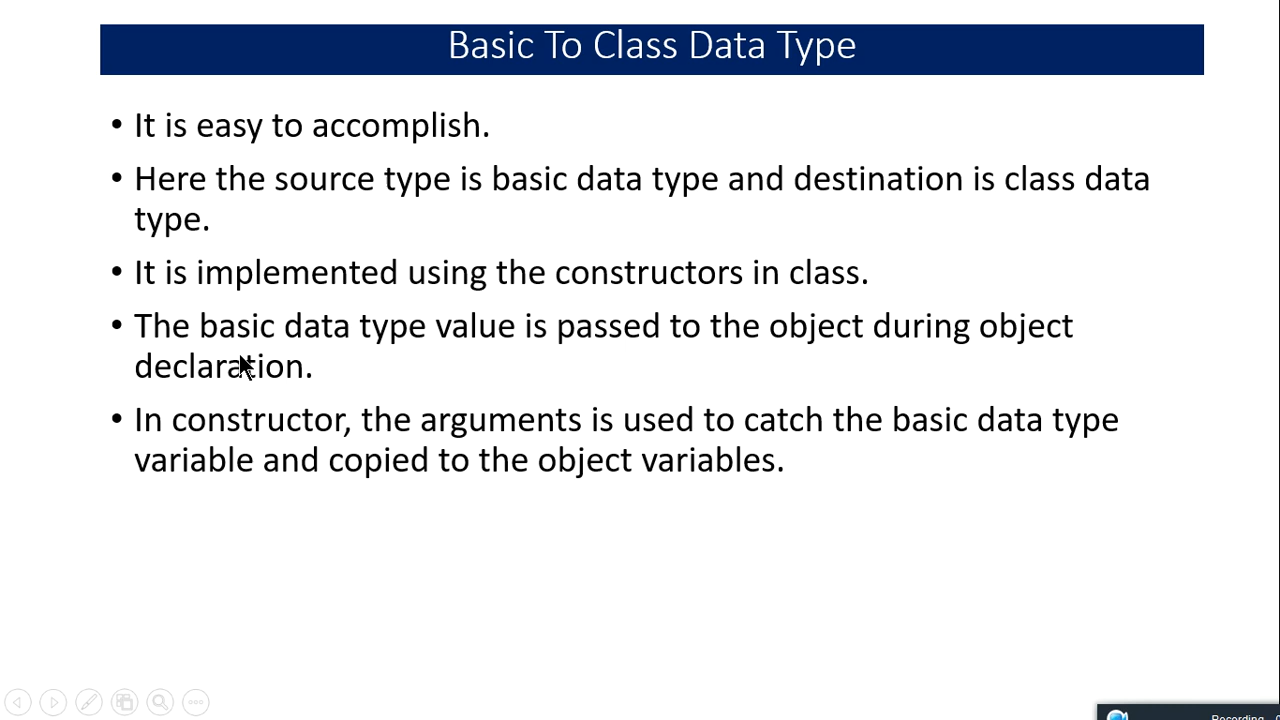 Basic To Class Data Type
• It is easy to accomplish.
• Here the source type is basic data type and destination is class data
type.
• It is implemented using the constructors in class.
• The basic data type value is passed to the object during object
declaration.
• In constructor, the arguments is used to catch the basic data type
variable and copied to the object variables.
Recording